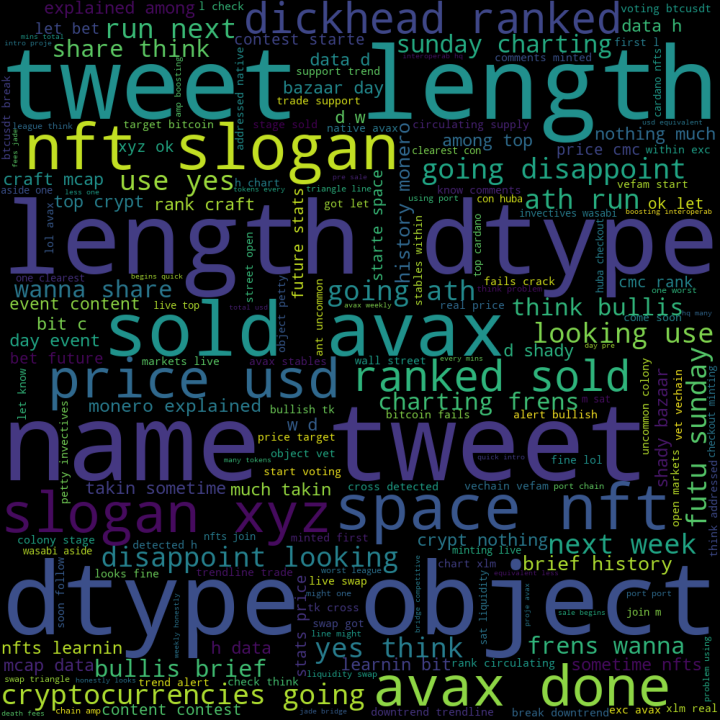 explained among
l check
dickhead ranked
voting btcusdt
let bet
run next
contest starte
data h
share think
data d
sunday charting
first l
tweet length
comments minted
support trend
bazaar day
trade support
nft slogan
target bitcoin
d w
native avax
circulating supply
nothing much
among top
price cmc
within exc
xyz ok
stage sold
clearest con
going disappoint
craft mcap
use yes
h chart
know comments
vefam start
aside one
top crypt
rank craft
tokens every
triangle line
got let
using port
con huba
ath run
ok let
less one
pre sale
invectives wasabi
boosting interoperab
length dtype
lol avax
future stats
starte space
history monero
stables within
top cardano
huba checkout
street open
one clearest
begins quick
wanna share
going ath
cmc rank
one worst
event content
live top
total usd
avax weekly
real price
fails crack
think problem
think bullis
come soon
hq many
bit c
ant uncommon
object petty
sold avax
day event
looking use
bet future
markets live
avax stables
wall street
every mins
day pre
d shady
price usd
ranked sold
let know
petty invectives
monero explained
bullish tk
charting frens
m sat
bitcoin fails
w d
alert bullish
name tweet
price target
many tokens
object vet
start voting
quick intro
fine lol
uncommon colony
shady bazaar
open markets
vet vechain
futu sunday
think addressed
checkout minting
takin sometime
much takin
cross detected
vechain vefam
port chain
slogan xyz
space nft
colony stage
nfts join
minted first
crypt nothing
next week
wasabi aside
detected h
disappoint looking
minting live
chart xlm
equivalent less
brief history
looks fine
trendline trade
worst league
live swap
might one
tk cross
bridge competitive
sat liquidity
proje avax
sale begins
join m
port port
dtype object
soon follow
weekly honestly
swap got
line might
stats price
nfts learnin
h data
yes think
frens wanna
mcap data
bullis brief
liquidity swap
learnin bit
rank circulating
sometime nfts
swap triangle
honestly looks
trend alert
check think
problem using
cryptocurrencies going
avax done
death fees
chain amp
content contest
jade bridge
downtrend trendline
break downtrend
exc avax
xlm real
mins total
intro proje
btcusdt break
league think
fees jade
amp boosting
addressed native
interoperab hq
usd equivalent
cardano nfts